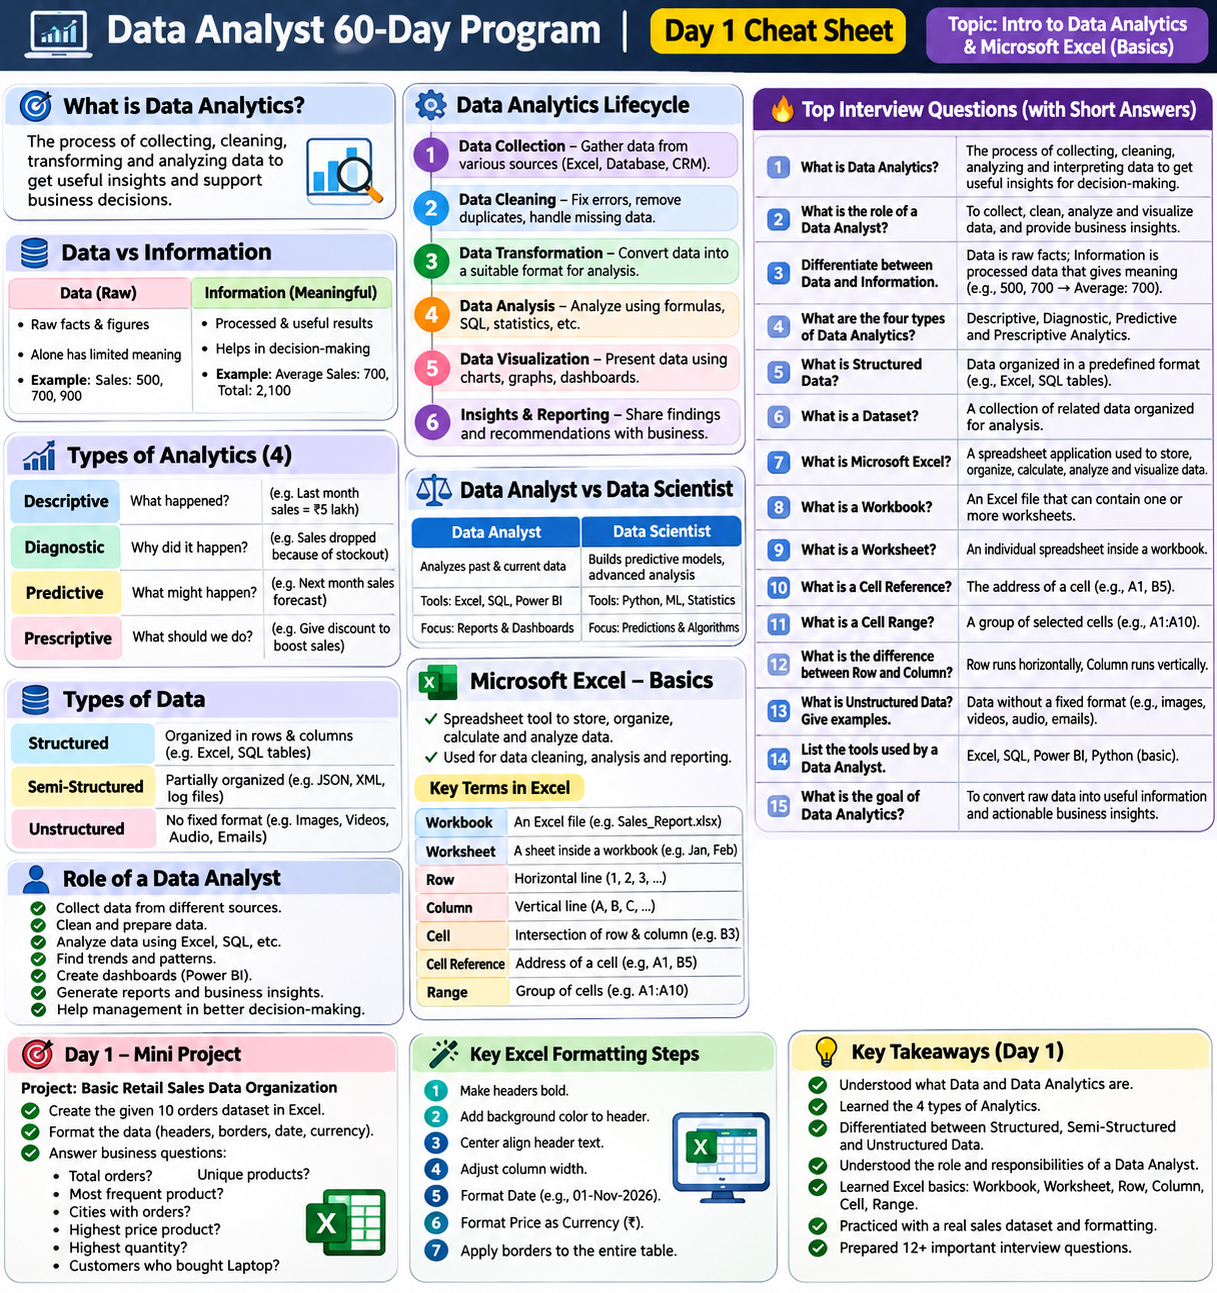 Data Analyst 60-Day Program
Day 1 Cheat Sheet
Topic: Intro to Data Analytics
& Microsoft Excel (Basics)
What is Data Analytics?
The process of collecting, cleaning,
transforming and analyzing data to
get useful insights and support
business decisions.
Data vs Information
Data (Raw)
Information (Meaningful)
• Raw facts & figures
• Processed & useful results
• Alone has limited meaning
• Helps in decision-making
• Example: Sales: 500,
700, 900
• Example: Average Sales: 700,
Total: 2,100
Types of Analytics (4)
Descriptive
What happened?
(e.g. Last month
sales = ₹5 lakh)
Diagnostic
Why did it happen?
(e.g. Sales dropped
because of stockout)
Predictive
What might happen?
(e.g. Next month sales
forecast)
Prescriptive
What should we do?
(e.g. Give discount to
boost sales)
Types of Data
Structured
Organized in rows & columns
(e.g. Excel, SQL tables)
Semi-Structured
Partially organized (e.g. JSON, XML,
log files)
Unstructured
No fixed format (e.g. Images, Videos,
Audio, Emails)
Role of a Data Analyst
Collect data from different sources.
Clean and prepare data.
Analyze data using Excel, SQL, etc.
Find trends and patterns.
Create dashboards (Power BI).
Generate reports and business insights.
Help management in better decision-making.
Data Analytics Lifecycle
1 Data Collection – Gather data from
various sources (Excel, Database, CRM).
2 Data Cleaning – Fix errors, remove
duplicates, handle missing data.
3 Data Transformation – Convert data into
a suitable format for analysis.
4 Data Analysis – Analyze using formulas,
SQL, statistics, etc.
5 Data Visualization – Present data using
charts, graphs, dashboards.
6 Insights & Reporting – Share findings
and recommendations with business.
Data Analyst vs Data Scientist
Data Analyst
Data Scientist
Analyzes past & current data
Builds predictive models,
advanced analysis
Tools: Excel, SQL, Power BI
Tools: Python, ML, Statistics
Focus: Reports & Dashboards
Focus: Predictions & Algorithms
X
Microsoft Excel – Basics
✓ Spreadsheet tool to store, organize,
calculate and analyze data.
✓ Used for data cleaning, analysis and reporting.
Key Terms in Excel
Workbook
An Excel file (e.g. Sales_Report.xlsx)
Worksheet
A sheet inside a workbook (e.g. Jan, Feb)
Row
Horizontal line (1, 2, 3, ...)
Column
Vertical line (A, B, C, ...)
Cell
Intersection of row & column (e.g. B3)
Cell Reference
Address of a cell (e.g, A1, B5)
Range
Group of cells (e.g. A1:A10)
Top Interview Questions (with Short Answers)
1 What is Data Analytics?
The process of collecting, cleaning,
analyzing and interpreting data to get
useful insights for decision-making.
2 What is the role of a
Data Analyst?
To collect, clean, analyze and visualize
data, and provide business insights.
3 Differentiate between
Data and Information.
Data is raw facts; Information is
processed data that gives meaning
(e.g., 500, 700 → Average: 700).
4 What are the four types
of Data Analytics?
Descriptive, Diagnostic, Predictive
and Prescriptive Analytics.
5 What is Structured
Data?
Data organized in a predefined format
(e.g., Excel, SQL tables).
6 What is a Dataset?
A collection of related data organized
for analysis.
7 What is Microsoft Excel?
A spreadsheet application used to store,
organize, calculate, analyze and visualize data.
8 What is a Workbook?
An Excel file that can contain one or
more worksheets.
9 What is a Worksheet?
An individual spreadsheet inside a workbook.
10 What is a Cell Reference?
The address of a cell (e.g., A1, B5).
11 What is a Cell Range?
A group of selected cells (e.g., A1:A10).
12 What is the difference
between Row and Column?
Row runs horizontally, Column runs vertically.
13 What is Unstructured Data?
Give examples.
Data without a fixed format (e.g., images,
videos, audio, emails).
14 List the tools used by a
Data Analyst.
Excel, SQL, Power BI, Python (basic).
15 What is the goal of
Data Analytics?
To convert raw data into useful information
and actionable business insights.
Day 1 – Mini Project
Project: Basic Retail Sales Data Organization
Create the given 10 orders dataset in Excel.
Format the data (headers, borders, date, currency).
Answer business questions:
• Total orders? Unique products?
• Most frequent product?
• Cities with orders?
• Highest price product?
• Highest quantity?
• Customers who bought Laptop?
X
Key Excel Formatting Steps
1 Make headers bold.
2 Add background color to header.
3 Center align header text.
4 Adjust column width.
5 Format Date (e.g., 01-Nov-2026).
6 Format Price as Currency (₹).
7 Apply borders to the entire table.
X
Key Takeaways (Day 1)
Understood what Data and Data Analytics are.
Learned the 4 types of Analytics.
Differentiated between Structured, Semi-Structured
and Unstructured Data.
Understood the role and responsibilities of a Data Analyst.
Learned Excel basics: Workbook, Worksheet, Row, Column,
Cell, Range.
Practiced with a real sales dataset and formatting.
Prepared 12+ important interview questions.